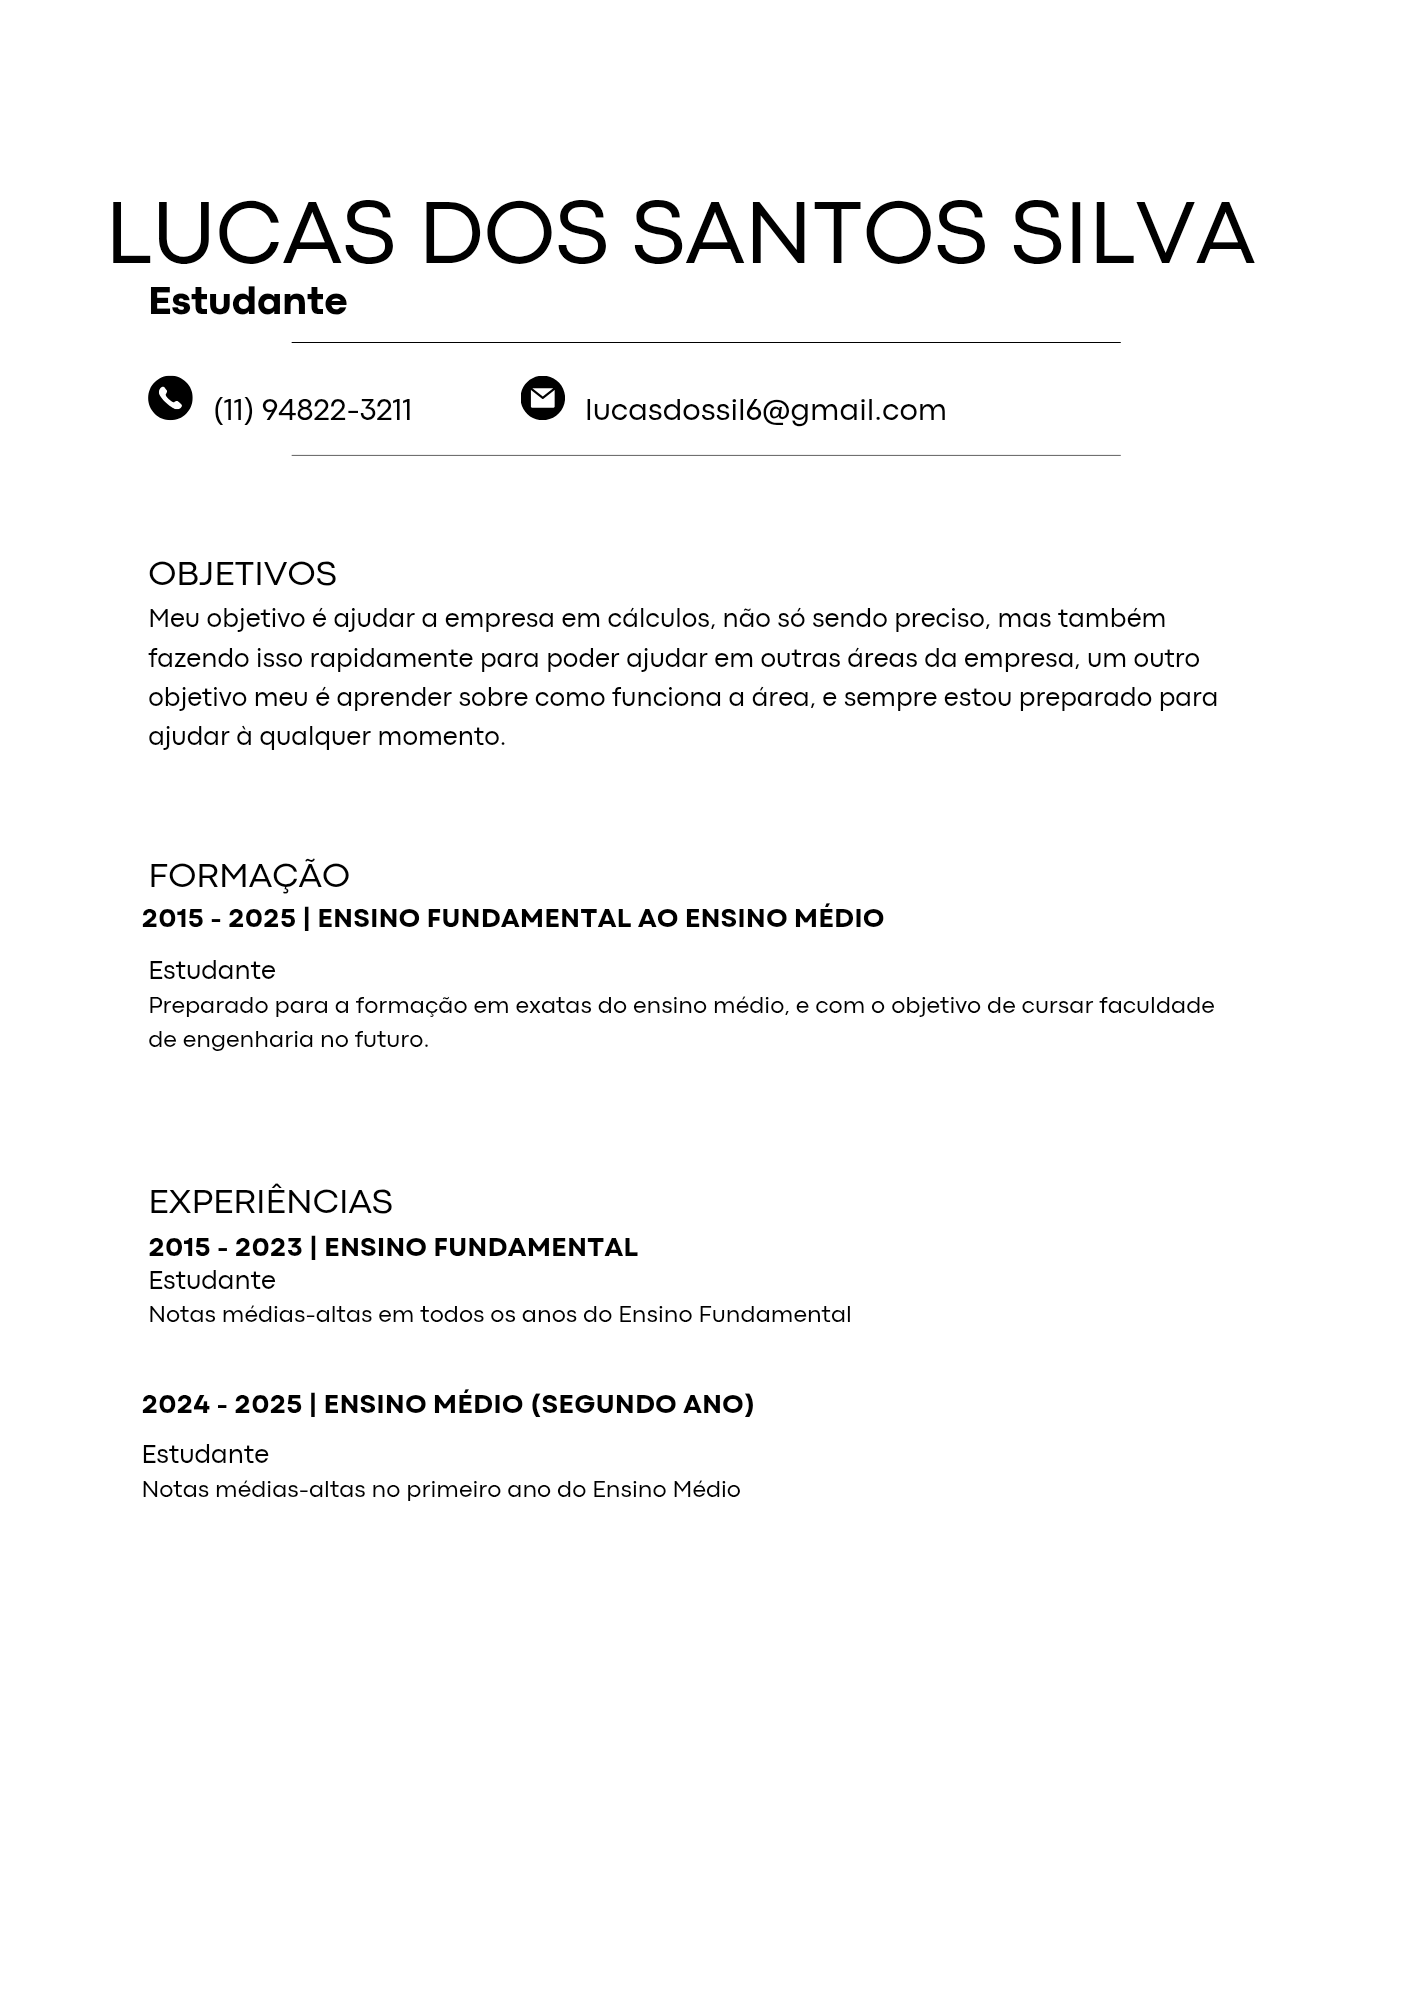 LUCAS DOS SANTOS SILVA
Estudante
(11) 94822-3211 lucasdossil6@gmail.com
OBJETIVOS
Meu objetivo é ajudar a empresa em cálculos, não só sendo preciso, mas também
fazendo isso rapidamente para poder ajudar em outras áreas da empresa, um outro
objetivo meu é aprender sobre como funciona a área, e sempre estou preparado para
ajudar à qualquer momento.
FORMAÇÃO
2015 - 2025 | ENSINO FUNDAMENTAL AO ENSINO MÉDIO
Estudante
Preparado para a formação em exatas do ensino médio, e com o objetivo de cursar faculdade
de engenharia no futuro.
EXPERIÊNCIAS
2015 - 2023 | ENSINO FUNDAMENTAL
Estudante
Notas médias-altas em todos os anos do Ensino Fundamental
2024 - 2025 | ENSINO MÉDIO (SEGUNDO ANO)
Estudante
Notas médias-altas no primeiro ano do Ensino Médio